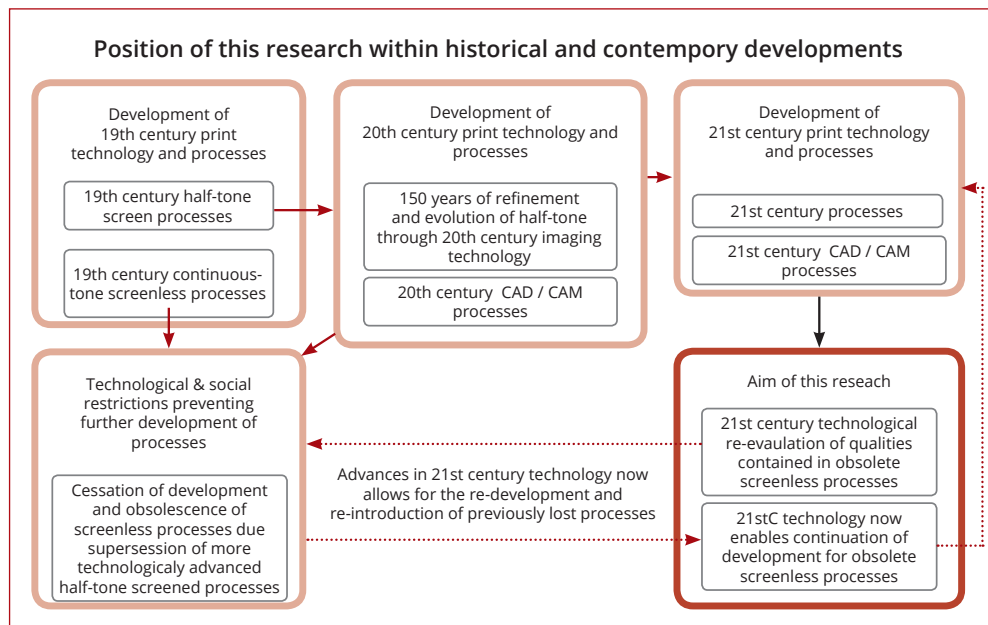 Position of this research within historical and contempory developments
Development of
19th century print
technology and processes
19th century half-tone
screen processes
19th century continuous-
tone screenless processes
Development of
20th century print technology and
processes
150 years of refinement
and evolution of half-tone
through 20th century imaging
technology
20th century CAD / CAM
processes
Development of
21st century print technology
and processes
21st century processes
21st century CAD / CAM
processes
Technological & social
restrictions preventing
further development of
processes
Cessation of development
and obsolescence of
screenless processes due
supersession of more
technologicaly advanced
half-tone screened processes
Advances in 21st century technology now
allows for the re-development and
re-introduction of previously lost processes
Aim of this reseach
21st century technological
re-evaulation of qualities
contained in obsolete
screenless processes
21stC technology now
enables continuation of
development for obsolete
screenless processes